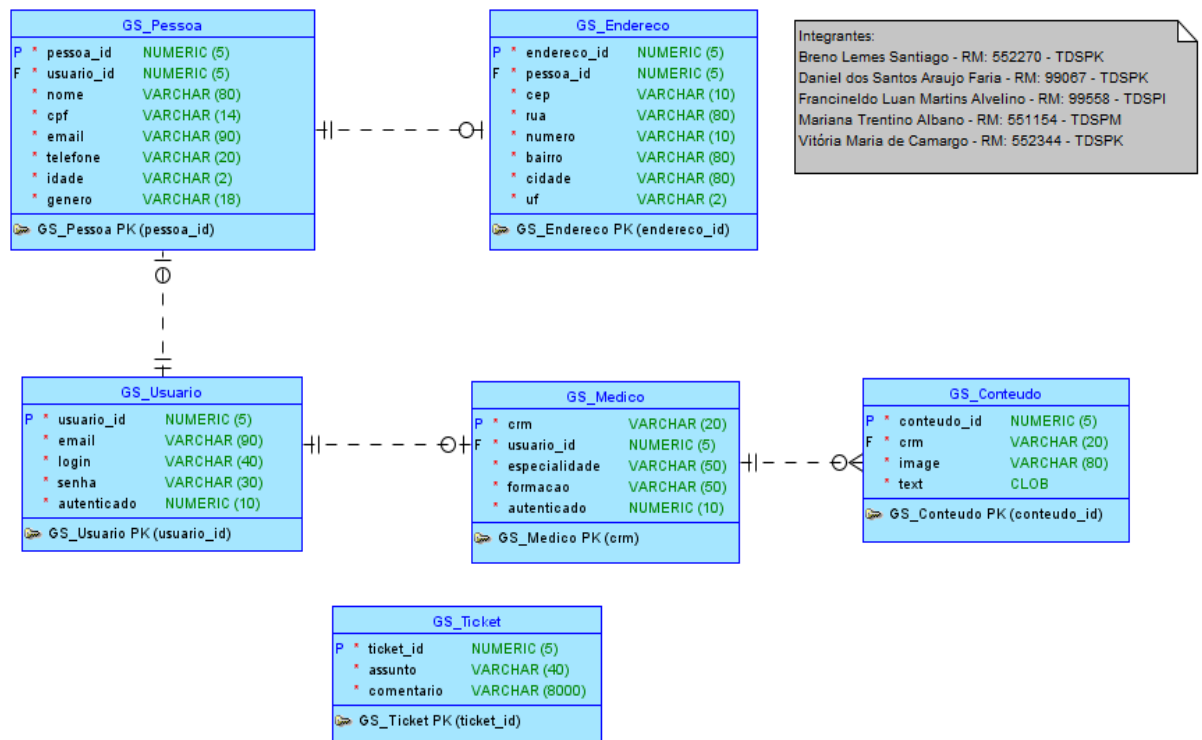 GS_Pessoa
P * pessoa_id NUMERIC (5)
F * usuario_id NUMERIC (5)
* nome VARCHAR (80)
* cpf VARCHAR (14)
* email VARCHAR (90)
* telefone VARCHAR (20)
* idade VARCHAR (2)
* genero VARCHAR (18)
GS_Pessoa PK (pessoa_id)
GS_Endereco
P * endereco_id NUMERIC (5)
F * pessoa_id NUMERIC (5)
* cep VARCHAR (10)
* rua VARCHAR (80)
* numero VARCHAR (10)
* bairro VARCHAR (80)
* cidade VARCHAR (80)
* uf VARCHAR (2)
GS_Endereco PK (endereco_id)
Integrantes:
Breno Lemes Santiago - RM: 552270 - TDSPK
Daniel dos Santos Araujo Faria - RM: 99067 - TDSPK
Francineldo Luan Martins Alvelino - RM: 99558 - TDSPI
Mariana Trentino Albano - RM: 551154 - TDSPM
Vitória Maria de Camargo - RM: 552344 - TDSPK
GS_Usuario
P * usuario_id NUMERIC (5)
* email VARCHAR (90)
* login VARCHAR (40)
* senha VARCHAR (30)
* autenticado NUMERIC (10)
GS_Usuario PK (usuario_id)
GS_Medico
P * crm VARCHAR (20)
F * usuario_id NUMERIC (5)
* especialidade VARCHAR (50)
* formacao VARCHAR (50)
* autenticado NUMERIC (10)
GS_Medico PK (crm)
GS_Conteudo
P * conteudo_id NUMERIC (5)
F * crm VARCHAR (20)
* image VARCHAR (80)
* text CLOB
GS_Conteudo PK (conteudo_id)
GS_Ticket
P * ticket_id NUMERIC (5)
* assunto VARCHAR (40)
* comentario VARCHAR (8000)
GS_Ticket PK (ticket_id)